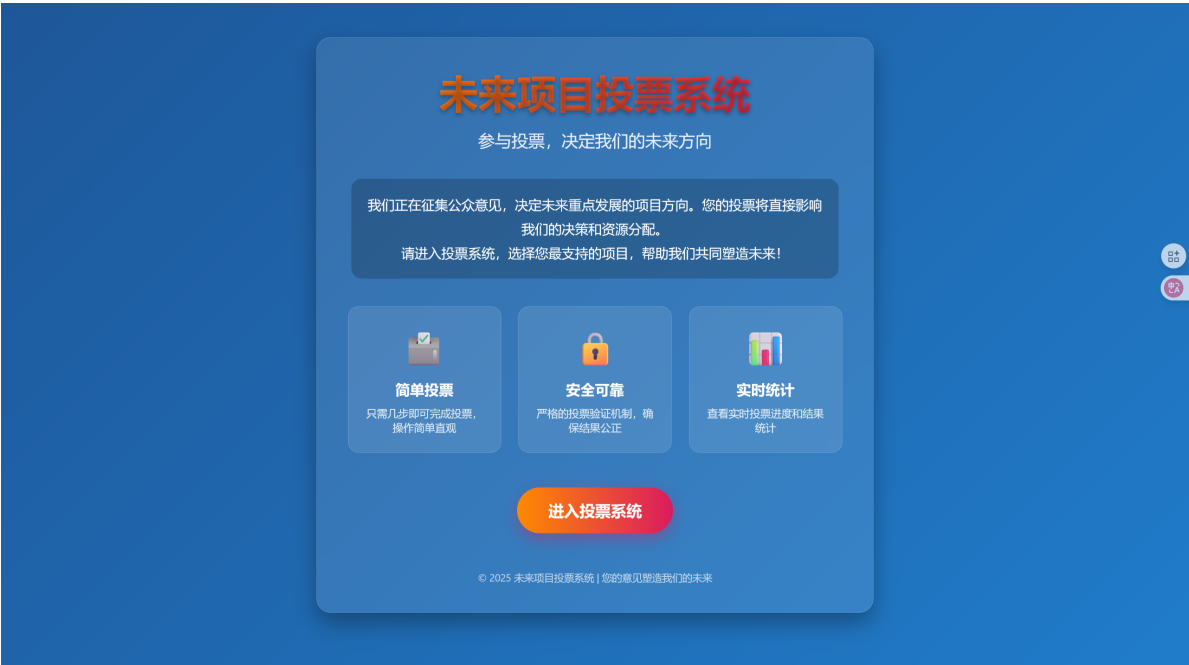 未来项目投票系统
参与投票，决定我们的未来方向
我们正在征集公众意见，决定未来重点发展的项目方向。您的投票将直接影响
我们的决策和资源分配。
请进入投票系统，选择您最支持的项目，帮助我们共同塑造未来！
简单投票
只需几步即可完成投票，
操作简单直观
安全可靠
严格的投票验证机制，确
保结果公正
实时统计
查看实时投票进度和结果
统计
进入投票系统
© 2025 未来项目投票系统 | 您的意见塑造我们的未来